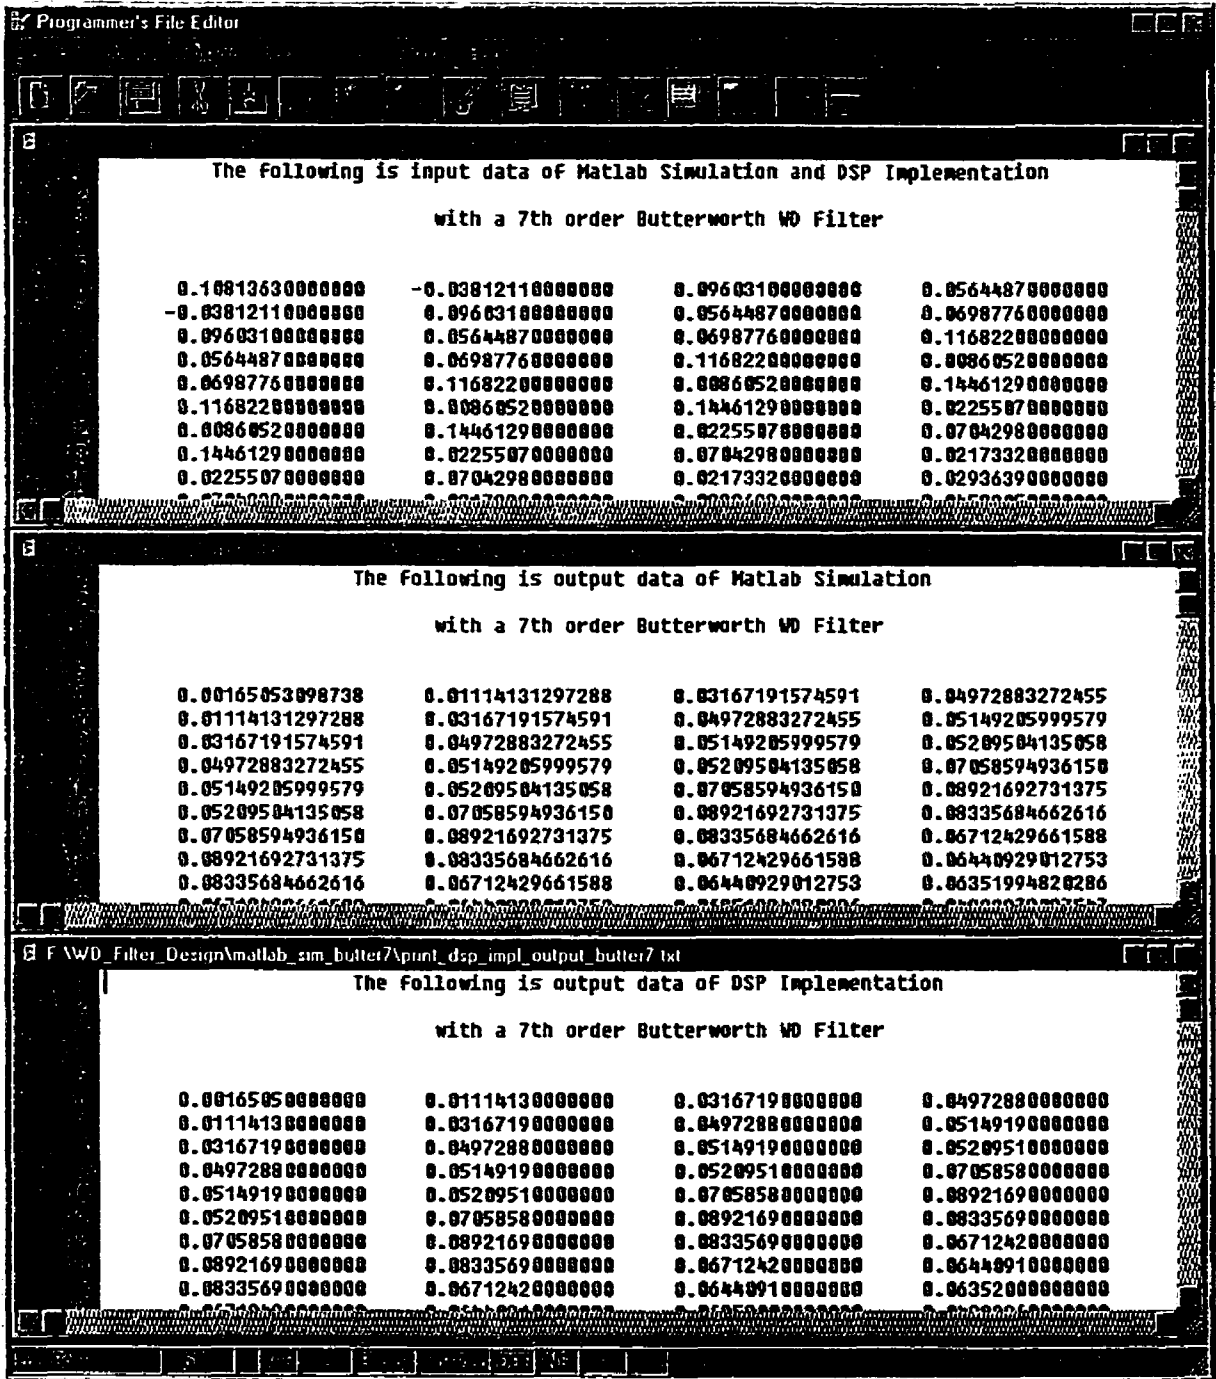 Programmer's File Editor
The following is input data of Matlab Simulation and DSP Implementation
with a 7th order Butterworth WD Filter
0.10813630000000 -0.03812110000000 0.09603100000000 0.05644870000000
-0.03812110000000 0.09603100000000 0.05644870000000 0.06987760000000
0.09603100000000 0.05644870000000 0.06987760000000 0.11682200000000
0.05644870000000 0.06987760000000 0.11682200000000 0.00860520000000
0.06987760000000 0.11682200000000 0.00860520000000 0.14461290000000
0.11682200000000 0.00860520000000 0.14461290000000 0.02255070000000
0.00860520000000 0.14461290000000 0.02255070000000 0.07042980000000
0.14461290000000 0.02255070000000 0.07042980000000 0.02173320000000
0.02255070000000 0.07042980000000 0.02173320000000 0.02936390000000
The following is output data of Matlab Simulation
with a 7th order Butterworth WD Filter
0.00165053098738 0.01114131297288 0.03167191574591 0.04972883272455
0.01114131297288 0.03167191574591 0.04972883272455 0.05149205999579
0.03167191574591 0.04972883272455 0.05149205999579 0.05209504135058
0.04972883272455 0.05149205999579 0.05209504135058 0.07058594936150
0.05149205999579 0.05209504135058 0.07058594936150 0.08921692731375
0.05209504135058 0.07058594936150 0.08921692731375 0.08335684662616
0.07058594936150 0.08921692731375 0.08335684662616 0.06712429661588
0.08921692731375 0.08335684662616 0.06712429661588 0.06440929012753
0.08335684662616 0.06712429661588 0.06440929012753 0.06351994820286
F:\WD_Filter_Design\matlab_sim_butter7\print_dsp_impl_output_butter7.txt
The following is output data of DSP Implementation
with a 7th order Butterworth WD Filter
0.00165050000000 0.01114130000000 0.03167190000000 0.04972880000000
0.01114130000000 0.03167190000000 0.04972880000000 0.05149190000000
0.03167190000000 0.04972880000000 0.05149190000000 0.05209510000000
0.04972880000000 0.05149190000000 0.05209510000000 0.07058580000000
0.05149190000000 0.05209510000000 0.07058580000000 0.08921690000000
0.05209510000000 0.07058580000000 0.08921690000000 0.08335690000000
0.07058580000000 0.08921690000000 0.08335690000000 0.06712420000000
0.08921690000000 0.08335690000000 0.06712420000000 0.06440910000000
0.08335690000000 0.06712420000000 0.06440910000000 0.06352000000000